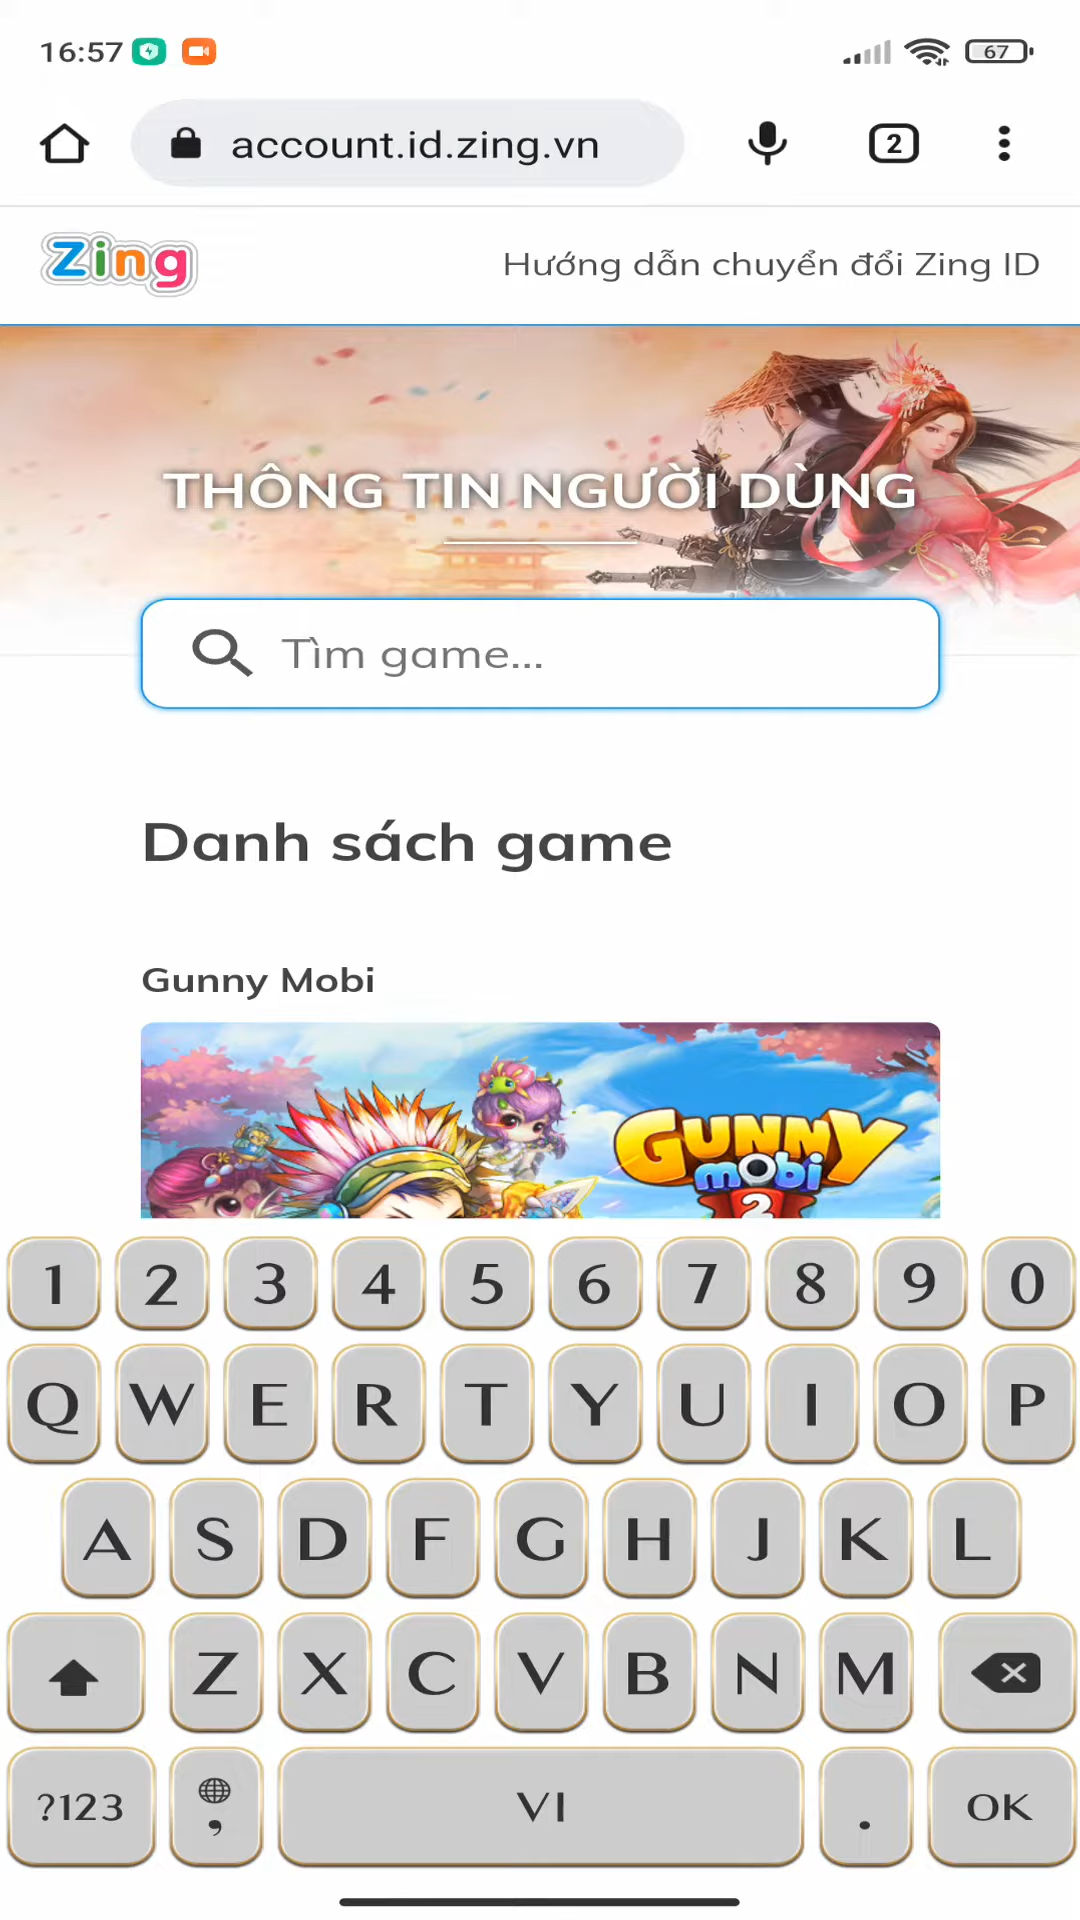 16:57
67
account.id.zing.vn
2
Zing
Hướng dẫn chuyển đổi Zing ID
THÔNG TIN NGƯỜI DÙNG
Tìm game...
Danh sách game
Gunny Mobi
GUNNY
mobi
2
1 2 3 4 5 6 7 8 9 0
Q W E R T Y U I O P
A S D F G H J K L
Z X C V B N M
?123 , VI . OK